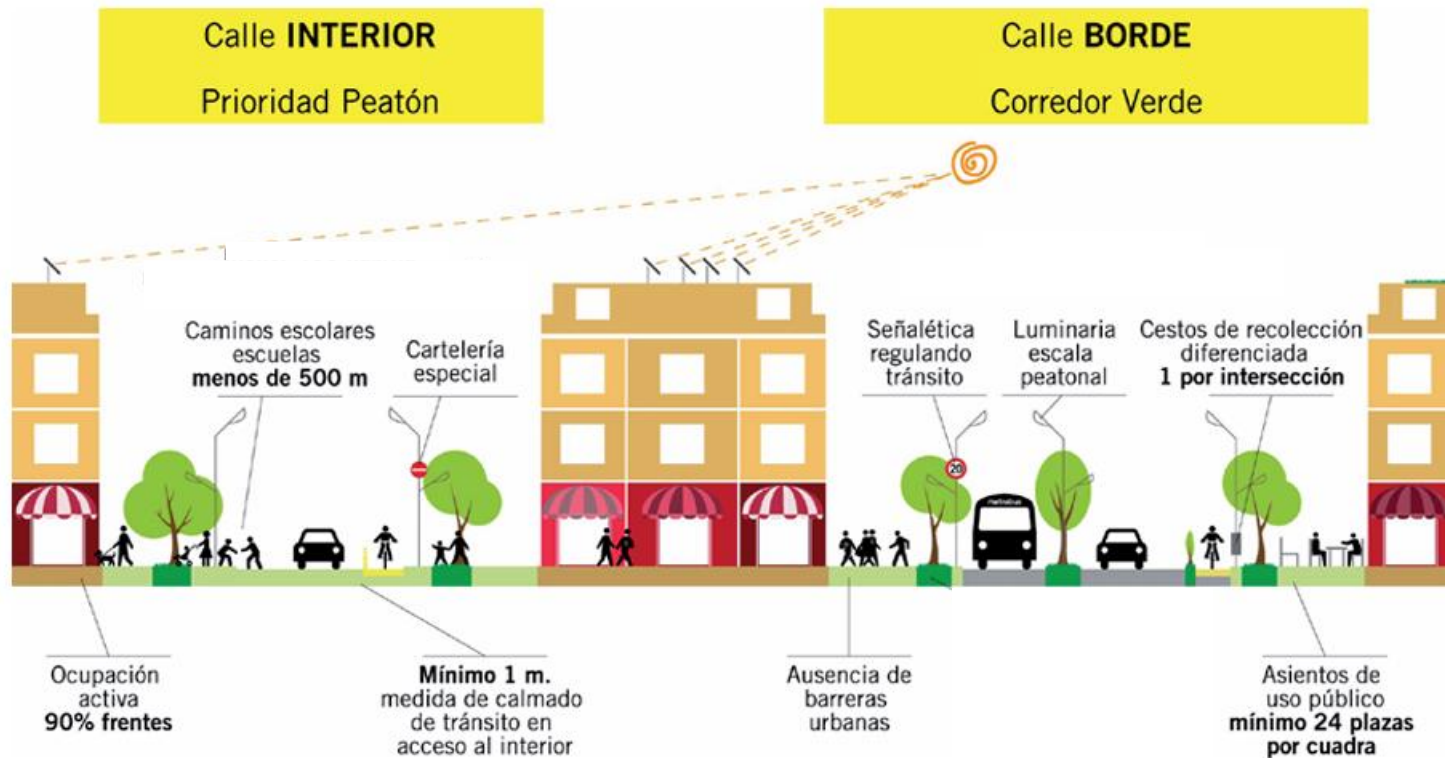 Calle INTERIOR
Prioridad Peatón
Calle BORDE
Corredor Verde
Caminos escolares
escuelas
menos de 500 m
Cartelería
especial
Señalética
regulando
tránsito
Luminaria
escala
peatonal
Cestos de recolección
diferenciada
1 por intersección
20
metrobus
Ocupación
activa
90% frentes
Mínimo 1 m.
medida de calmado
de tránsito en
acceso al interior
Ausencia de
barreras
urbanas
Asientos de
uso público
mínimo 24 plazas
por cuadra